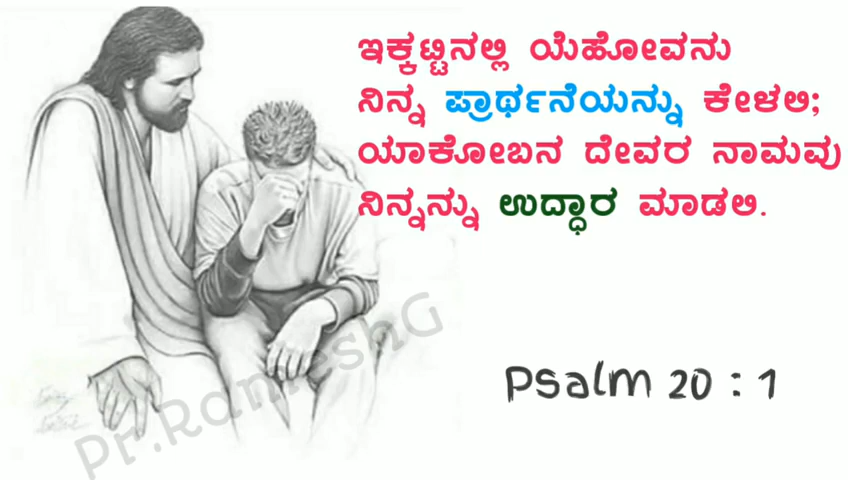 ಇಕ್ಕಟ್ಟಿನಲ್ಲಿ ಯೆಹೋವನು
ನಿನ್ನ ಪ್ರಾರ್ಥನೆಯನ್ನು ಕೇಳಲಿ;
ಯಾಕೋಬನ ದೇವರ ನಾಮವು
ನಿನ್ನನ್ನು ಉದ್ಧಾರ ಮಾಡಲಿ.
Psalm 20 : 1
Pr.RameshG